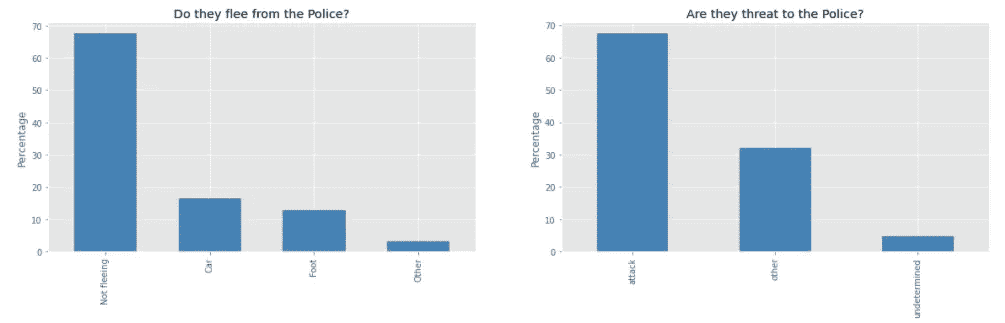 Do they flee from the Police?
Percentage
70
60
50
40
30
20
10
0
Not fleeing
Car
Foot
Other
Are they threat to the Police?
Percentage
70
60
50
40
30
20
10
0
attack
other
undetermined